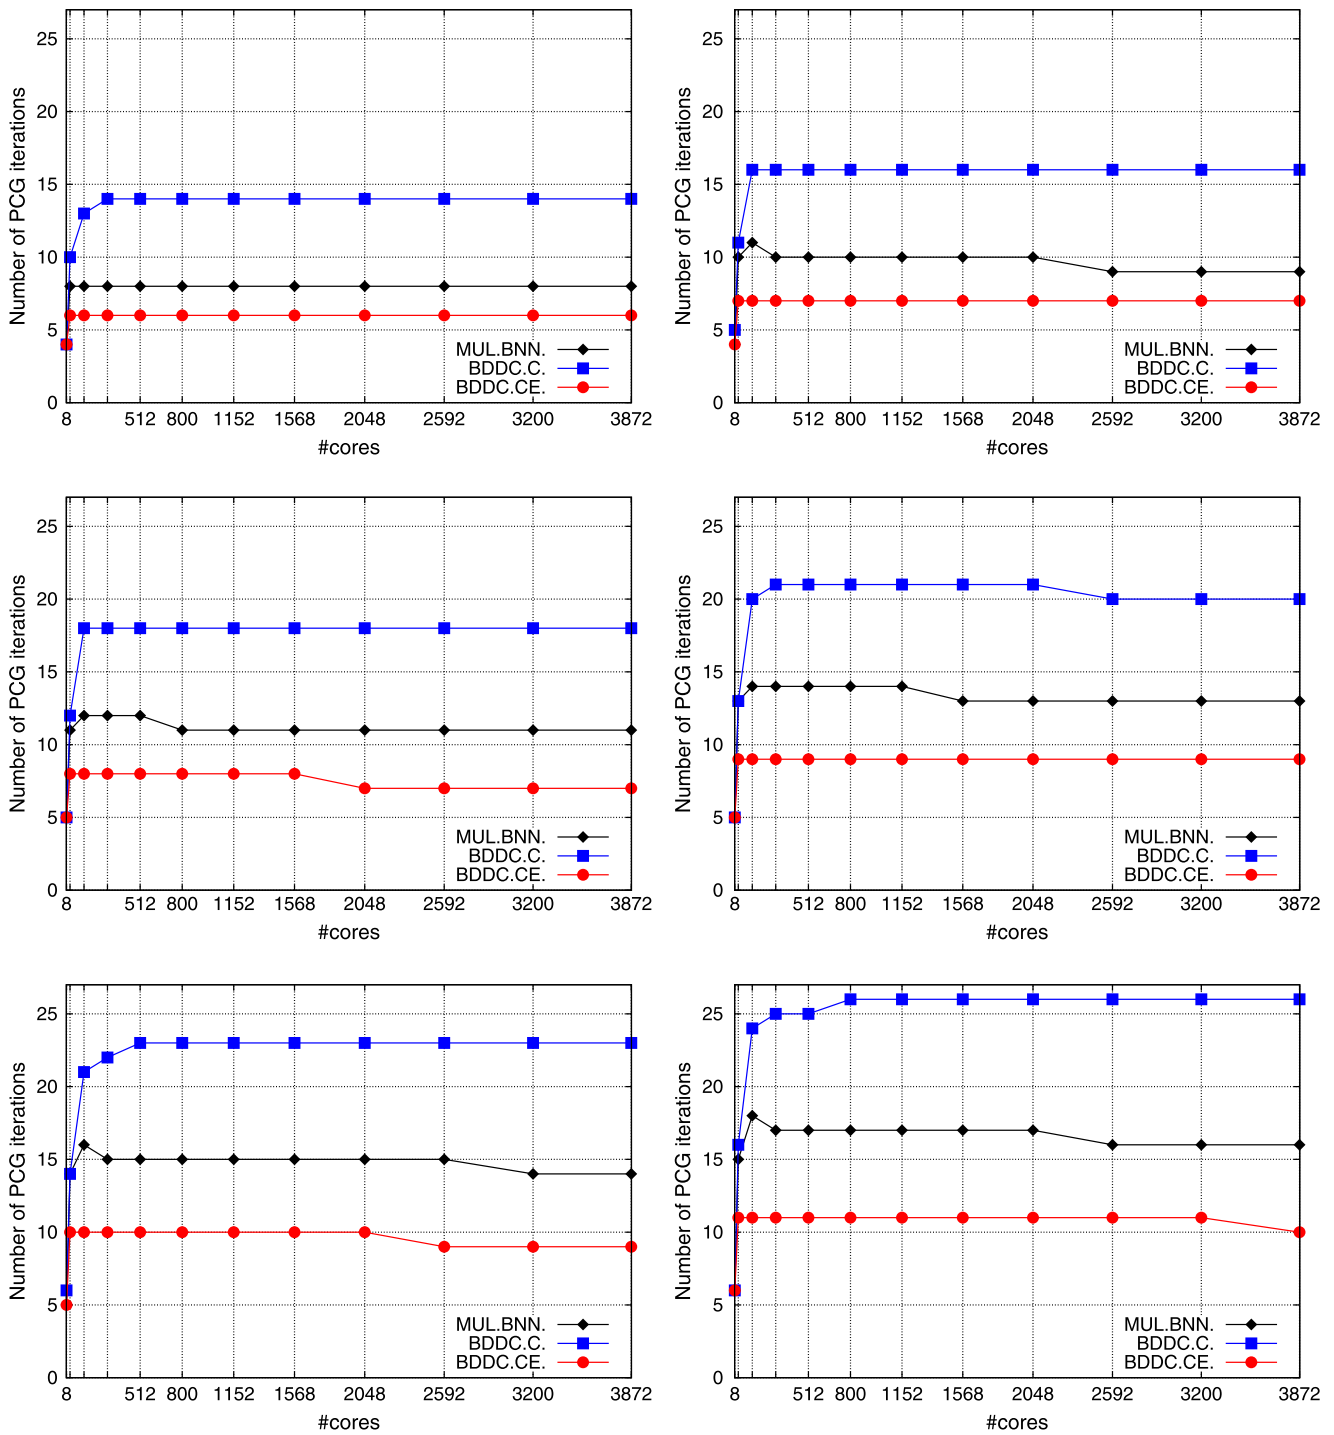 Number of PCG iterations
25
20
15
10
5
0
MUL.BNN.
BDDC.C.
BDDC.CE.
8 512 800 1152 1568 2048 2592 3200 3872
#cores
Number of PCG iterations
25
20
15
10
5
0
MUL.BNN.
BDDC.C.
BDDC.CE.
8 512 800 1152 1568 2048 2592 3200 3872
#cores
Number of PCG iterations
25
20
15
10
5
0
MUL.BNN.
BDDC.C.
BDDC.CE.
8 512 800 1152 1568 2048 2592 3200 3872
#cores
Number of PCG iterations
25
20
15
10
5
0
MUL.BNN.
BDDC.C.
BDDC.CE.
8 512 800 1152 1568 2048 2592 3200 3872
#cores
Number of PCG iterations
25
20
15
10
5
0
MUL.BNN.
BDDC.C.
BDDC.CE.
8 512 800 1152 1568 2048 2592 3200 3872
#cores
Number of PCG iterations
25
20
15
10
5
0
MUL.BNN.
BDDC.C.
BDDC.CE.
8 512 800 1152 1568 2048 2592 3200 3872
#cores